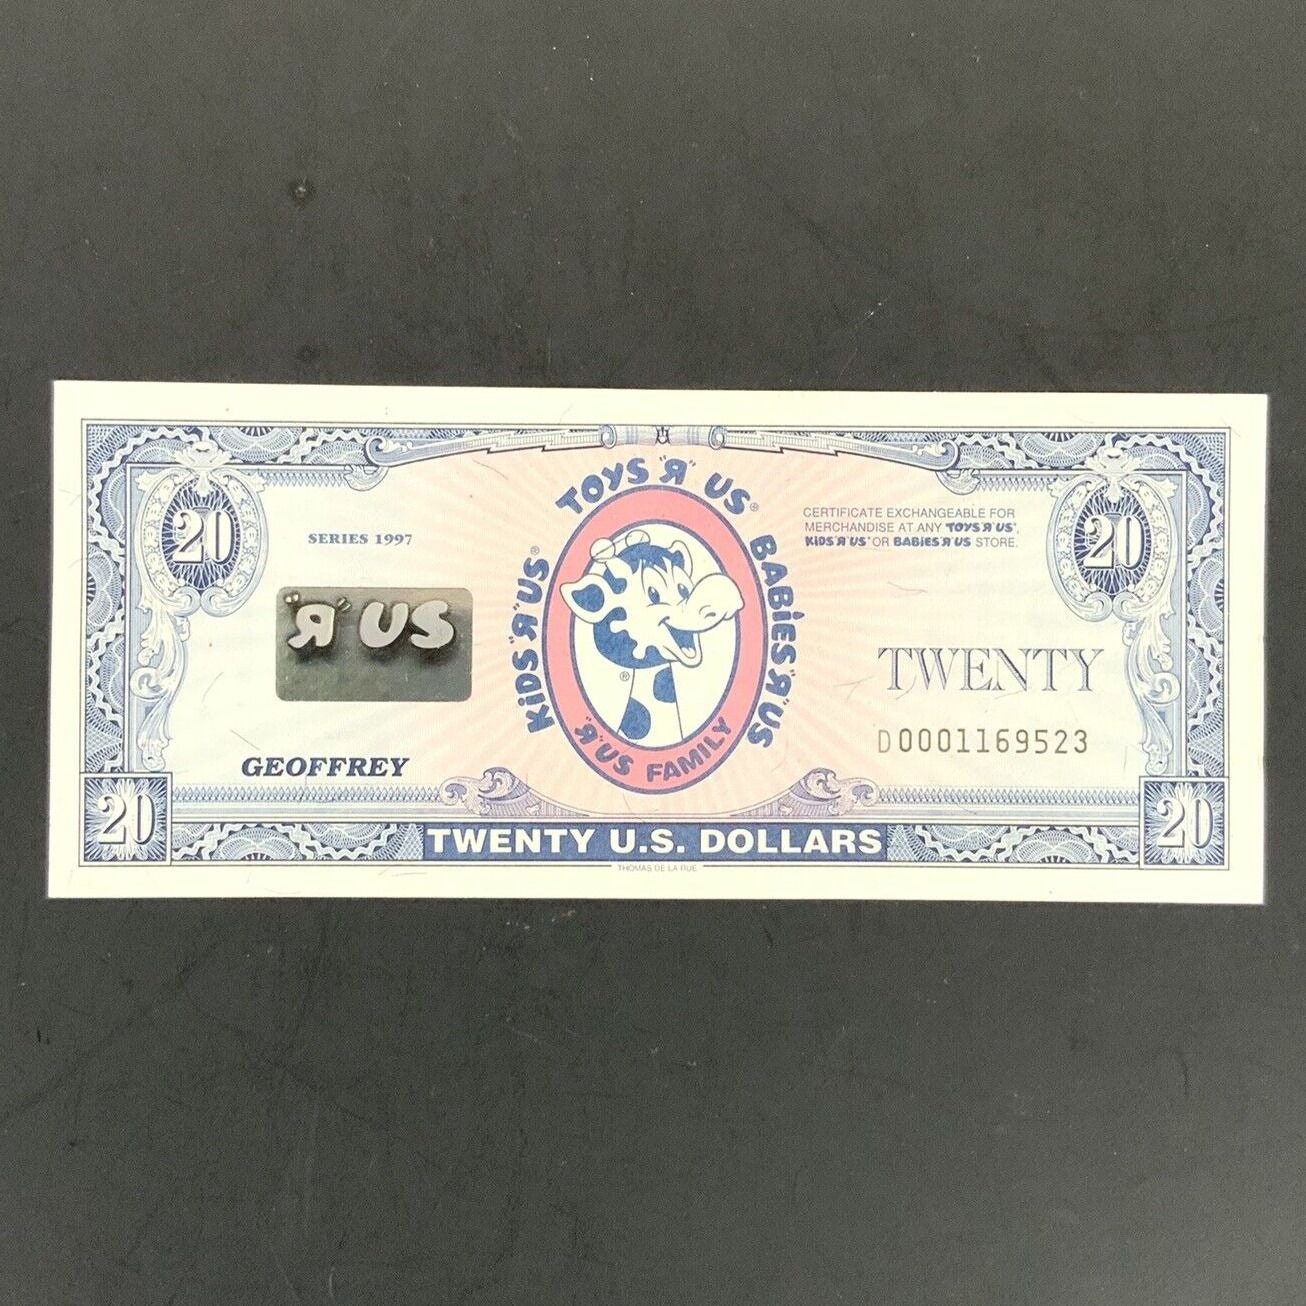 TOYS "Я" US®
20
20
SERIES 1997
CERTIFICATE EXCHANGEABLE FOR
MERCHANDISE AT ANY TOYS Я US®,
KiDS Я US® OR BABiES Я US STORE.
KiDS "Я" US®
BABiES "Я" US
"Я" US
®
TWENTY
"Я" US FAMILY
D0001169523
GEOFFREY
20
20
TWENTY U.S. DOLLARS
THOMAS DE LA RUE